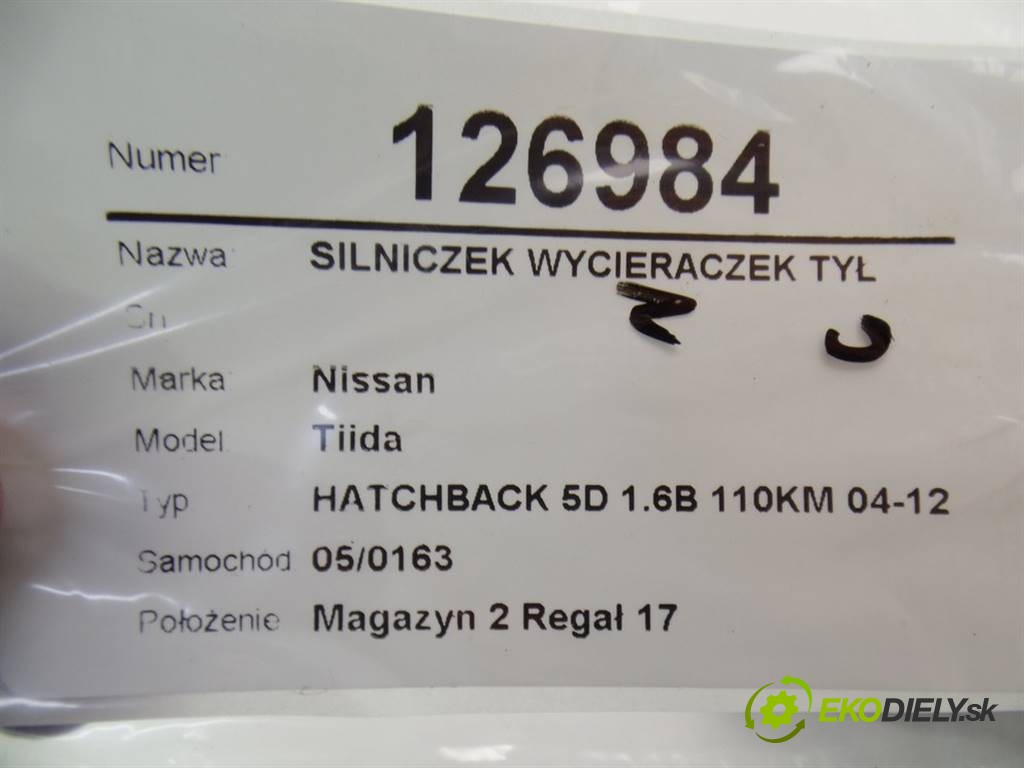 Numer 126984
Nazwa SILNICZEK WYCIERACZEK TYŁ
Marka Nissan
Model Tiida
Typ HATCHBACK 5D 1.6B 110KM 04-12
Samochód 05/0163
Położenie Magazyn 2 Regał 17
EKODIELY.sk